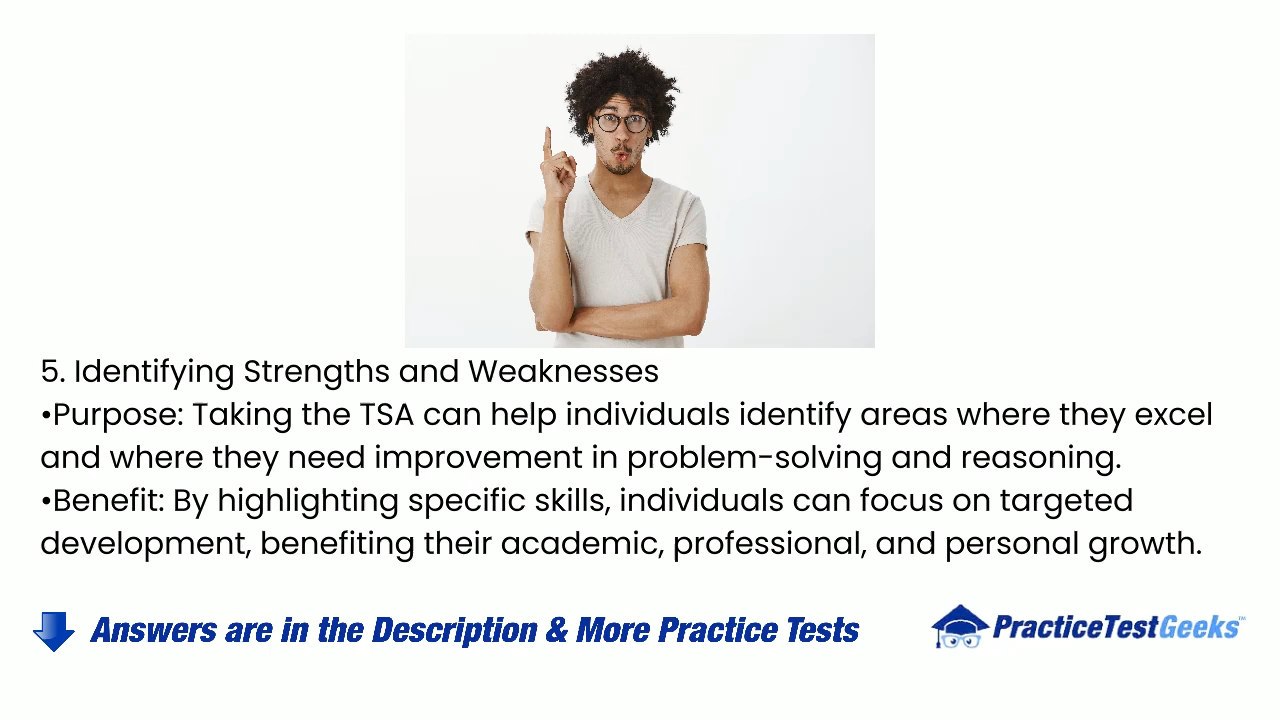 5. Identifying Strengths and Weaknesses
•Purpose: Taking the TSA can help individuals identify areas where they excel
and where they need improvement in problem-solving and reasoning.
•Benefit: By highlighting specific skills, individuals can focus on targeted
development, benefiting their academic, professional, and personal growth.
Answers are in the Description & More Practice Tests
PracticeTestGeeks™